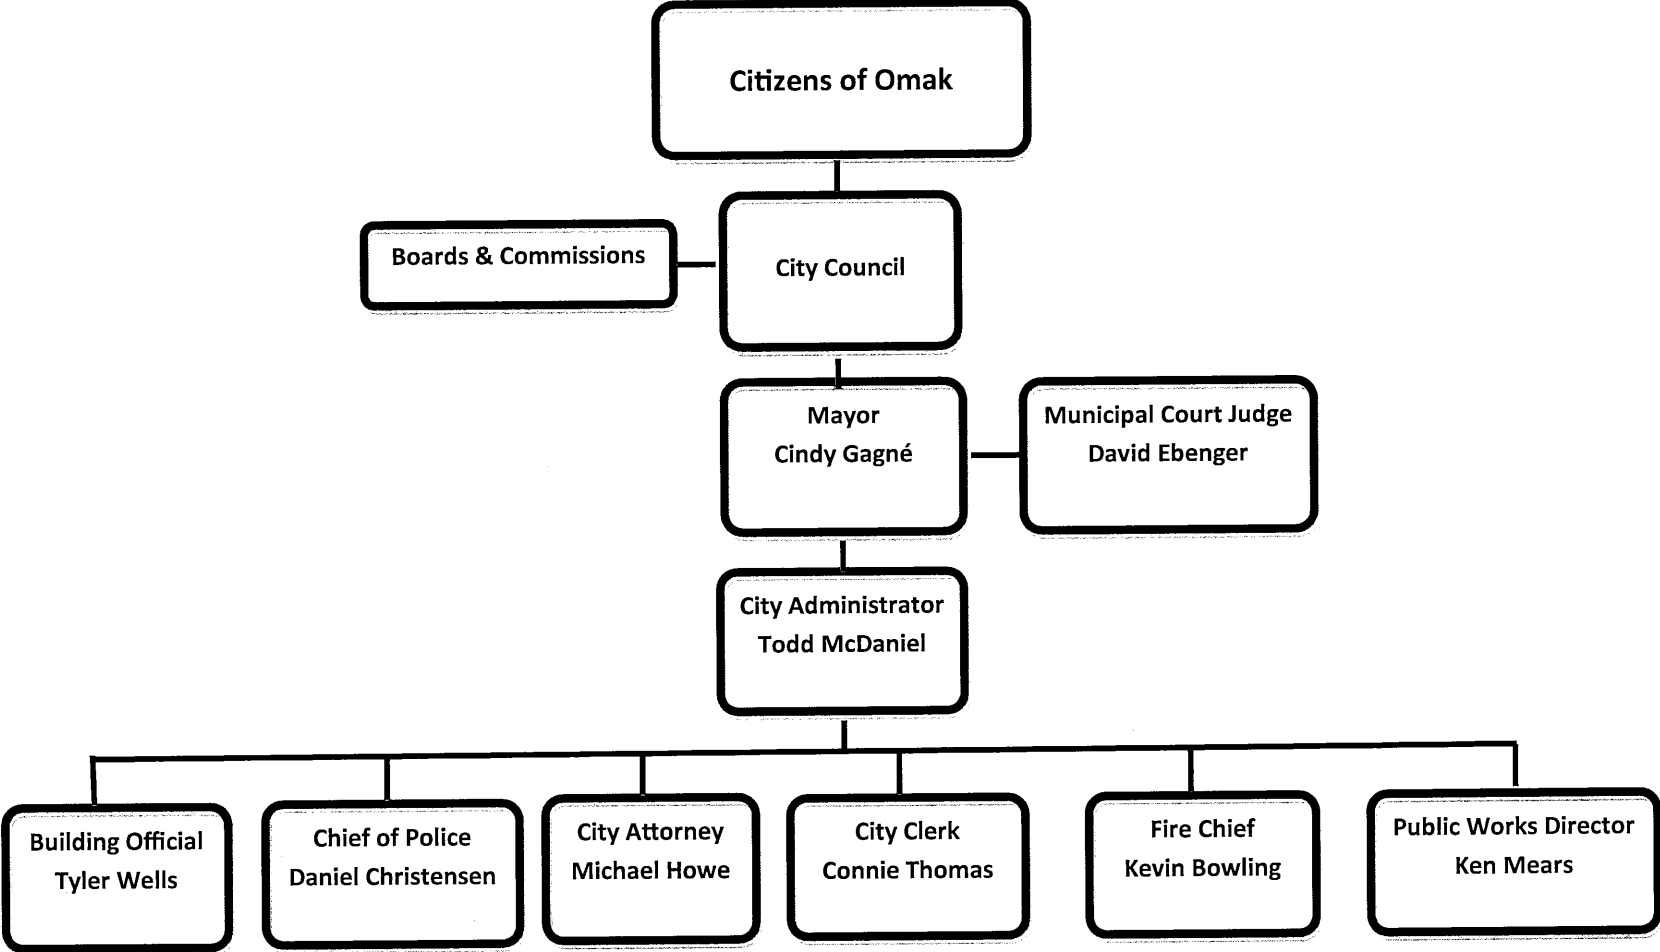 Citizens of Omak
Boards & Commissions
City Council
Mayor
Cindy Gagné
Municipal Court Judge
David Ebenger
City Administrator
Todd McDaniel
Building Official
Tyler Wells
Chief of Police
Daniel Christensen
City Attorney
Michael Howe
City Clerk
Connie Thomas
Fire Chief
Kevin Bowling
Public Works Director
Ken Mears